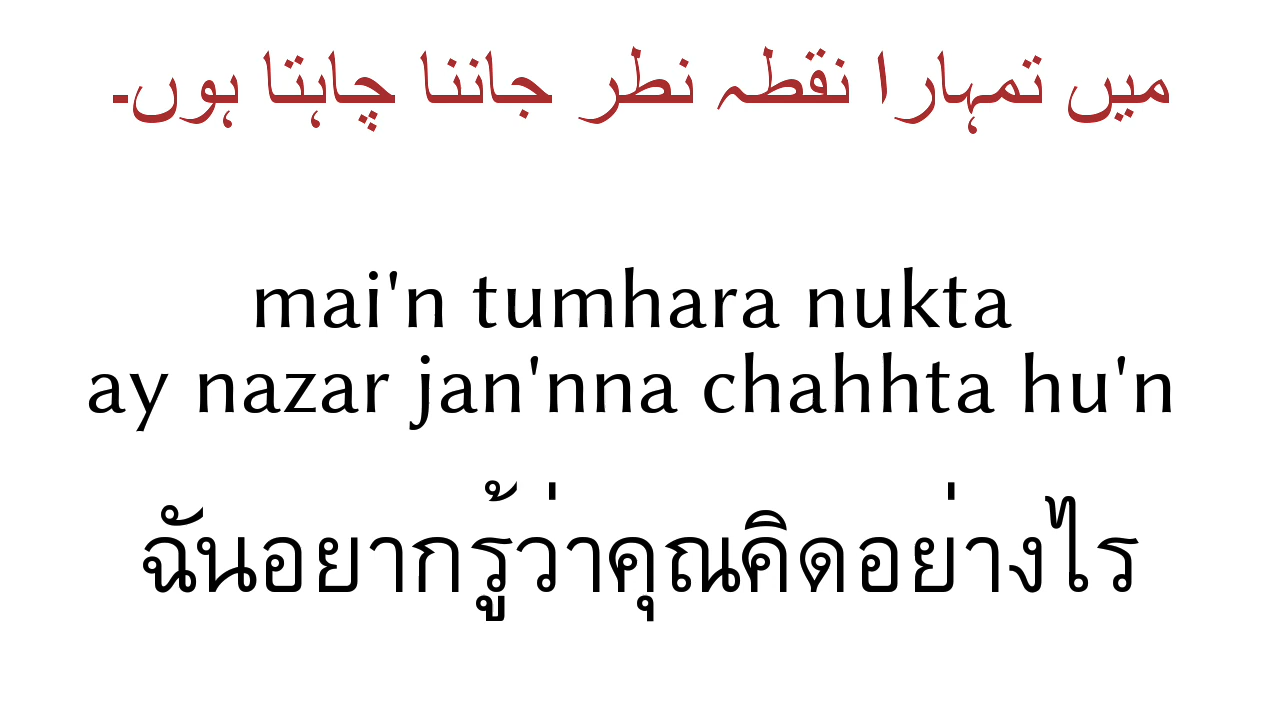 میں تمہارا نقطہ نطر جاننا چاہتا ہوں۔
mai'n tumhara nukta
ay nazar jan'nna chahhta hu'n
ฉันอยากรู้ว่าคุณคิดอย่างไร